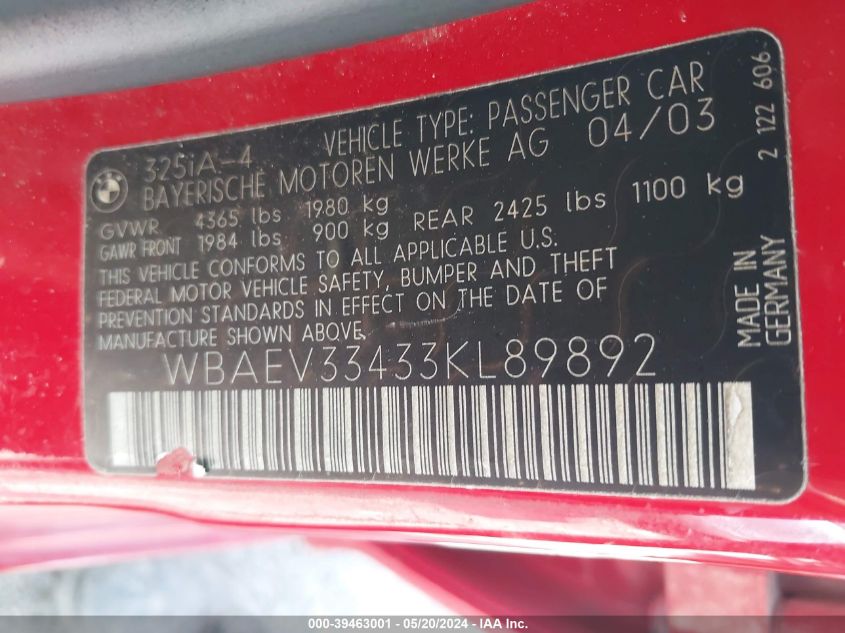 BMW
325iA-4 VEHICLE TYPE: PASSENGER CAR
BAYERISCHE MOTOREN WERKE AG 04/03
GVWR 4365 lbs 1980 kg
GAWR FRONT 1984 lbs 900 kg REAR 2425 lbs 1100 kg
THIS VEHICLE CONFORMS TO ALL APPLICABLE U.S.
FEDERAL MOTOR VEHICLE SAFETY, BUMPER AND THEFT
PREVENTION STANDARDS IN EFFECT ON THE DATE OF
MANUFACTURE SHOWN ABOVE.
WBAEV33433KL89892
MADE IN
GERMANY
2 122 606
000-39463001 - 05/20/2024 - IAA Inc.